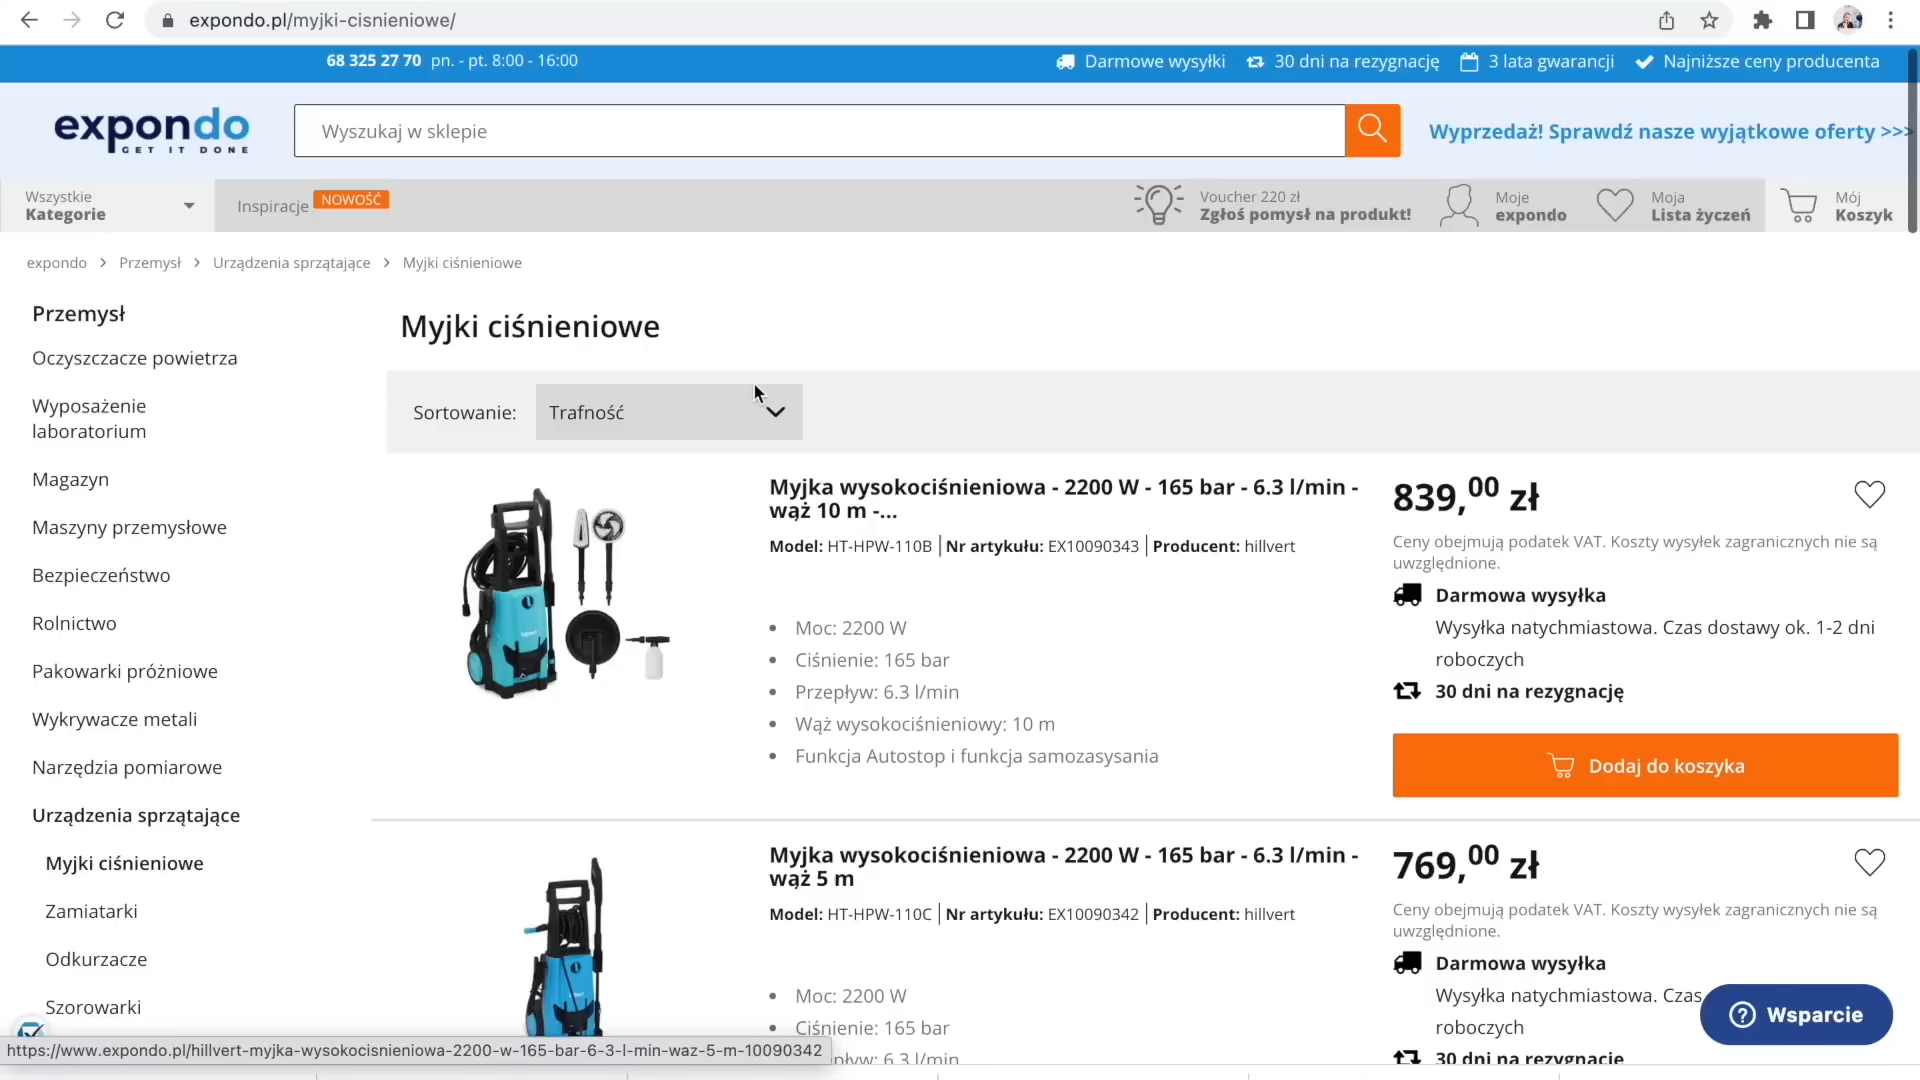 expondo.pl/myjki-cisnieniowe/
68 325 27 70 pn. - pt. 8:00 - 16:00
Darmowe wysyłki
30 dni na rezygnację
3 lata gwarancji
Najniższe ceny producenta
expondo
GET IT DONE
Wyszukaj w sklepie
Wyprzedaż! Sprawdź nasze wyjątkowe oferty >>>
Wszystkie
Kategorie
Inspiracje
NOWOŚĆ
Voucher 220 zł
Zgłoś pomysł na produkt!
Moje
expondo
Moja
Lista życzeń
Mój
Koszyk
expondo > Przemysł > Urządzenia sprzątające > Myjki ciśnieniowe
Przemysł
Oczyszczacze powietrza
Wyposażenie
laboratorium
Magazyn
Maszyny przemysłowe
Bezpieczeństwo
Rolnictwo
Pakowarki próżniowe
Wykrywacze metali
Narzędzia pomiarowe
Urządzenia sprzątające
Myjki ciśnieniowe
Zamiatarki
Odkurzacze
Szorowarki
Myjki ciśnieniowe
Sortowanie: Trafność
Myjka wysokociśnieniowa - 2200 W - 165 bar - 6.3 l/min -
wąż 10 m -...
Model: HT-HPW-110B | Nr artykułu: EX10090343 | Producent: hillvert
• Moc: 2200 W
• Ciśnienie: 165 bar
• Przepływ: 6.3 l/min
• Wąż wysokociśnieniowy: 10 m
• Funkcja Autostop i funkcja samozasysania
839,00 zł
Ceny obejmują podatek VAT. Koszty wysyłek zagranicznych nie są
uwzględnione.
Darmowa wysyłka
Wysyłka natychmiastowa. Czas dostawy ok. 1-2 dni
roboczych
30 dni na rezygnację
Dodaj do koszyka
Myjka wysokociśnieniowa - 2200 W - 165 bar - 6.3 l/min -
wąż 5 m
Model: HT-HPW-110C | Nr artykułu: EX10090342 | Producent: hillvert
• Moc: 2200 W
• Ciśnienie: 165 bar
pływ: 6.3 l/min
769,00 zł
Ceny obejmują podatek VAT. Koszty wysyłek zagranicznych nie są
uwzględnione.
Darmowa wysyłka
Wysyłka natychmiastowa. Czas
roboczych
30 dni na rezygnację
Wsparcie
https://www.expondo.pl/hillvert-myjka-wysokocisnieniowa-2200-w-165-bar-6-3-l-min-waz-5-m-10090342